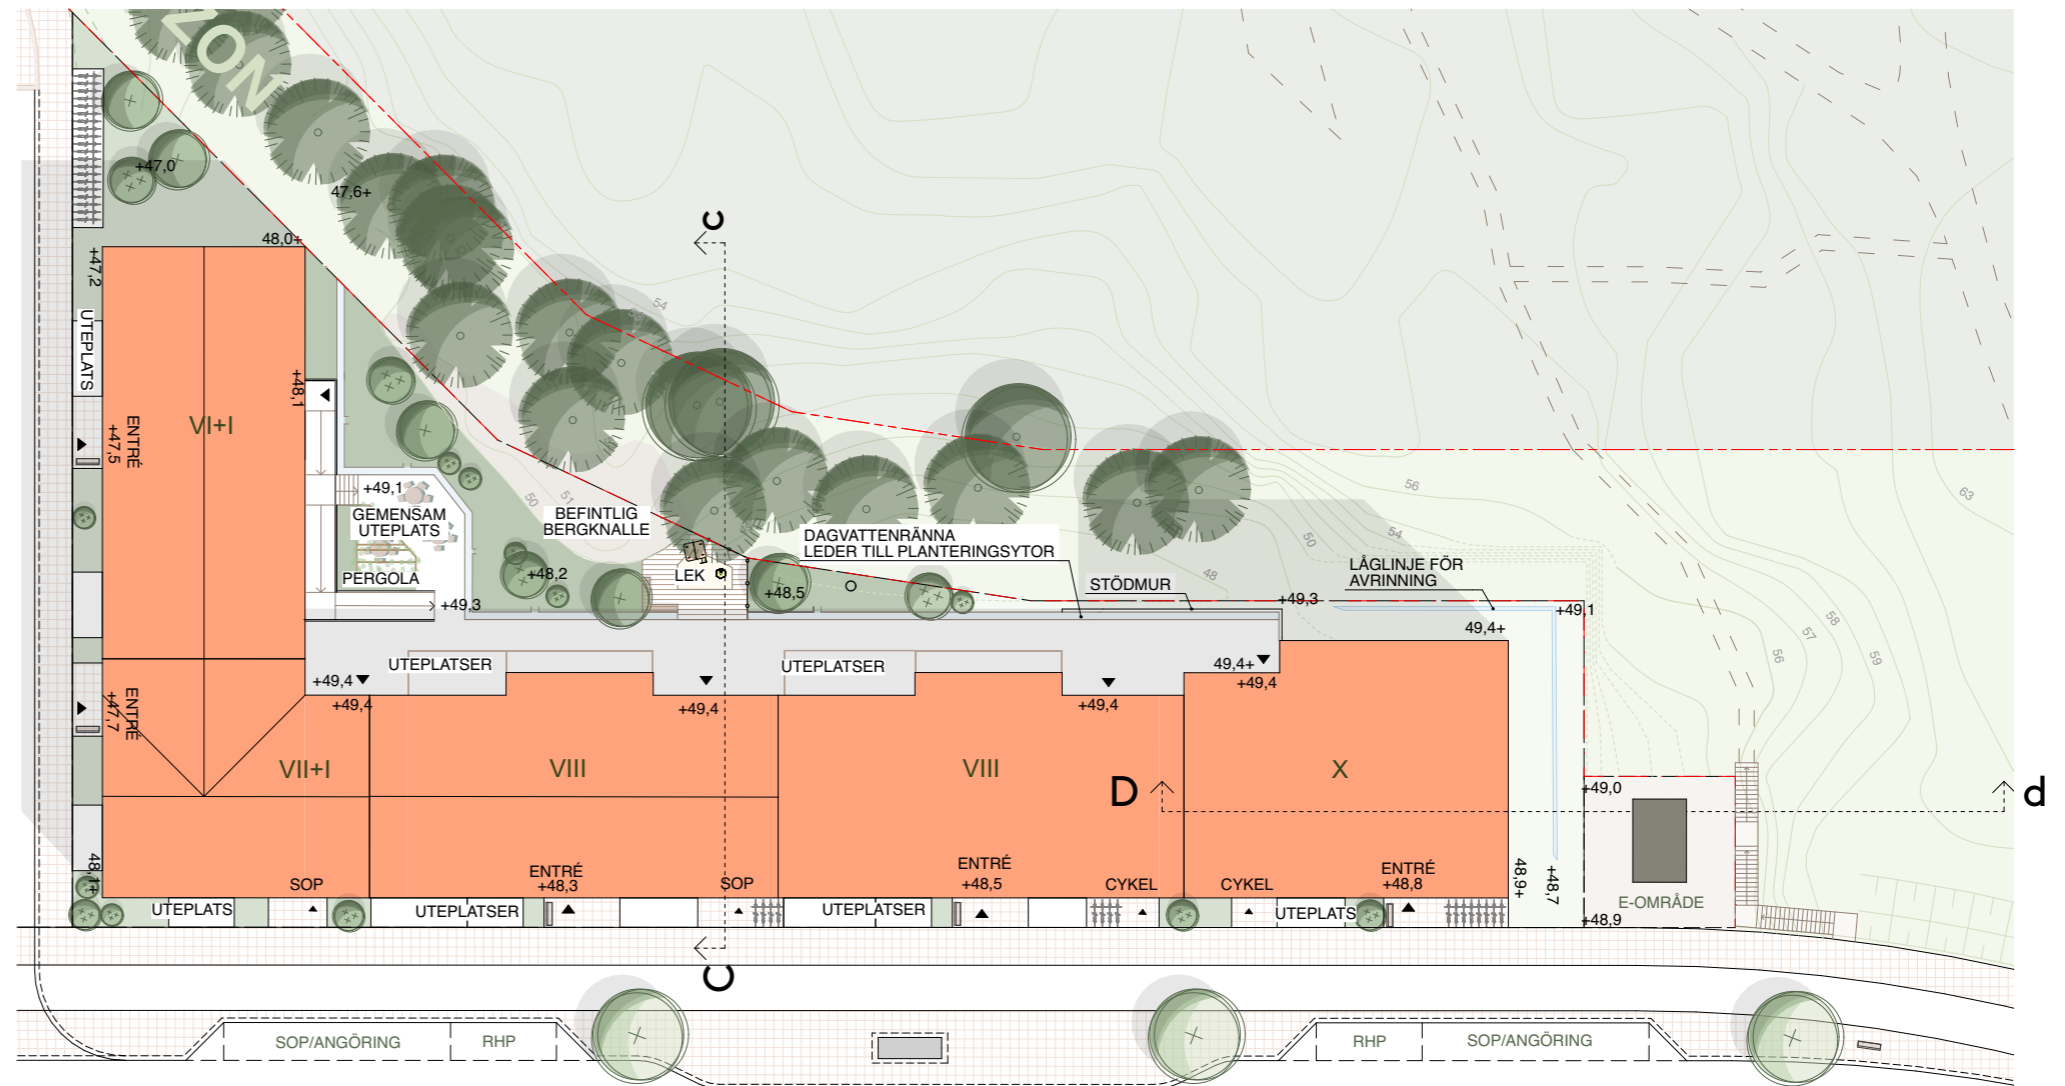 ZON
+47,0
47,6+
48,0+
+47,2
UTEPLATS
c
54
+48,1
VI+I
ENTRÉ
+47,5
+49,1
GEMENSAM
UTEPLATS
PERGOLA
+49,3
50
51
BEFINTLIG
BERGKNALLE
+48,2
LEK
+48,5
DAGVATTENRÄNNA
LEDER TILL PLANTERINGSYTOR
STÖDMUR
48
50
54
56
63
LÅGLINJE FÖR
AVRINNING
+49,3
+49,1
49,4+
56
57
58
59
UTEPLATSER
UTEPLATSER
+49,4
+49,4
+49,4
+49,4
49,4+
+49,4
ENTRÉ
+47,7
VII+I
VIII
VIII
X
D
d
+49,0
E-OMRÅDE
+48,9
48,9+
+48,7
48,1+
SOP
ENTRÉ
+48,3
SOP
ENTRÉ
+48,5
CYKEL
CYKEL
ENTRÉ
+48,8
UTEPLATS
UTEPLATSER
UTEPLATSER
UTEPLATS
C
SOP/ANGÖRING
RHP
RHP
SOP/ANGÖRING